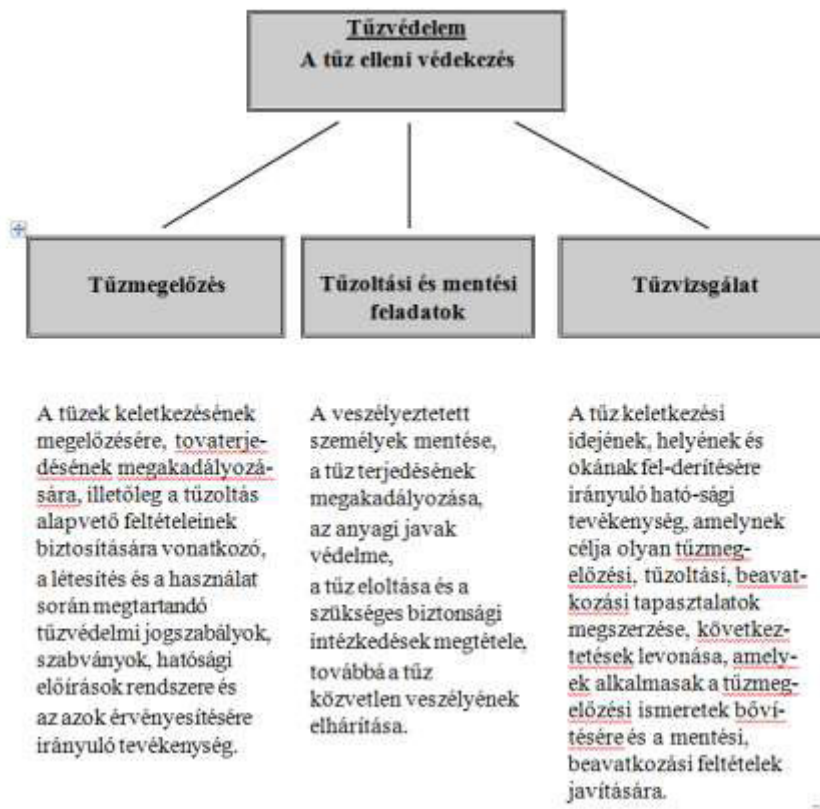 Tűzvédelem
A tűz elleni védekezés
Tűzmegelőzés
Tűzoltási és mentési
feladatok
Tűzvizsgálat
A tüzek keletkezésének
megelőzésére, tovaterje-
désének megakadályozá-
sára, illetőleg a tűzoltás
alapvető feltételeinek
biztosítására vonatkozó,
a létesítés és a használat
során megtartandó
tűzvédelmi jogszabályok,
szabványok, hatósági
előírások rendszere és
az azok érvényesítésére
irányuló tevékenység.
A veszélyeztetett
személyek mentése,
a tűz terjedésének
megakadályozása,
az anyagi javak
védelme,
a tűz eloltása és a
szükséges biztonsági
intézkedések megtétele,
továbbá a tűz
közvetlen veszélyének
elhárítása.
A tűz keletkezési
idejének, helyének és
okának fel-derítésére
irányuló ható-sági
tevékenység, amelynek
célja olyan tűzmeg-
előzési, tűzoltási, beavat-
kozási tapasztalatok
megszerzése, következ-
tetések levonása, amely-
ek alkalmasak a tűzmeg-
előzési ismeretek bőví-
tésére és a mentési,
beavatkozási feltételek
javítására.